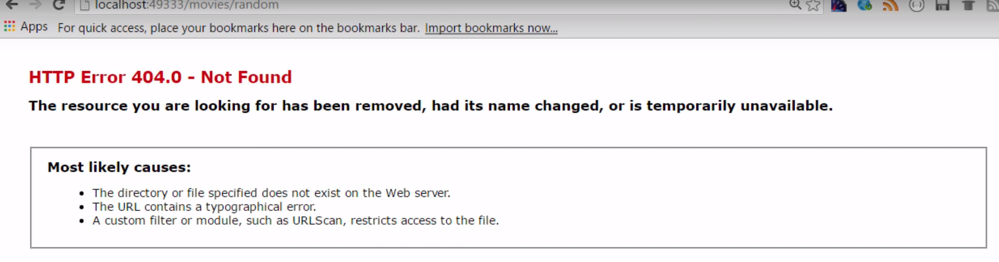 localhost:49333/movies/random
Apps For quick access, place your bookmarks here on the bookmarks bar. Import bookmarks now...
HTTP Error 404.0 - Not Found
The resource you are looking for has been removed, had its name changed, or is temporarily unavailable.
Most likely causes:
• The directory or file specified does not exist on the Web server.
• The URL contains a typographical error.
• A custom filter or module, such as URLScan, restricts access to the file.